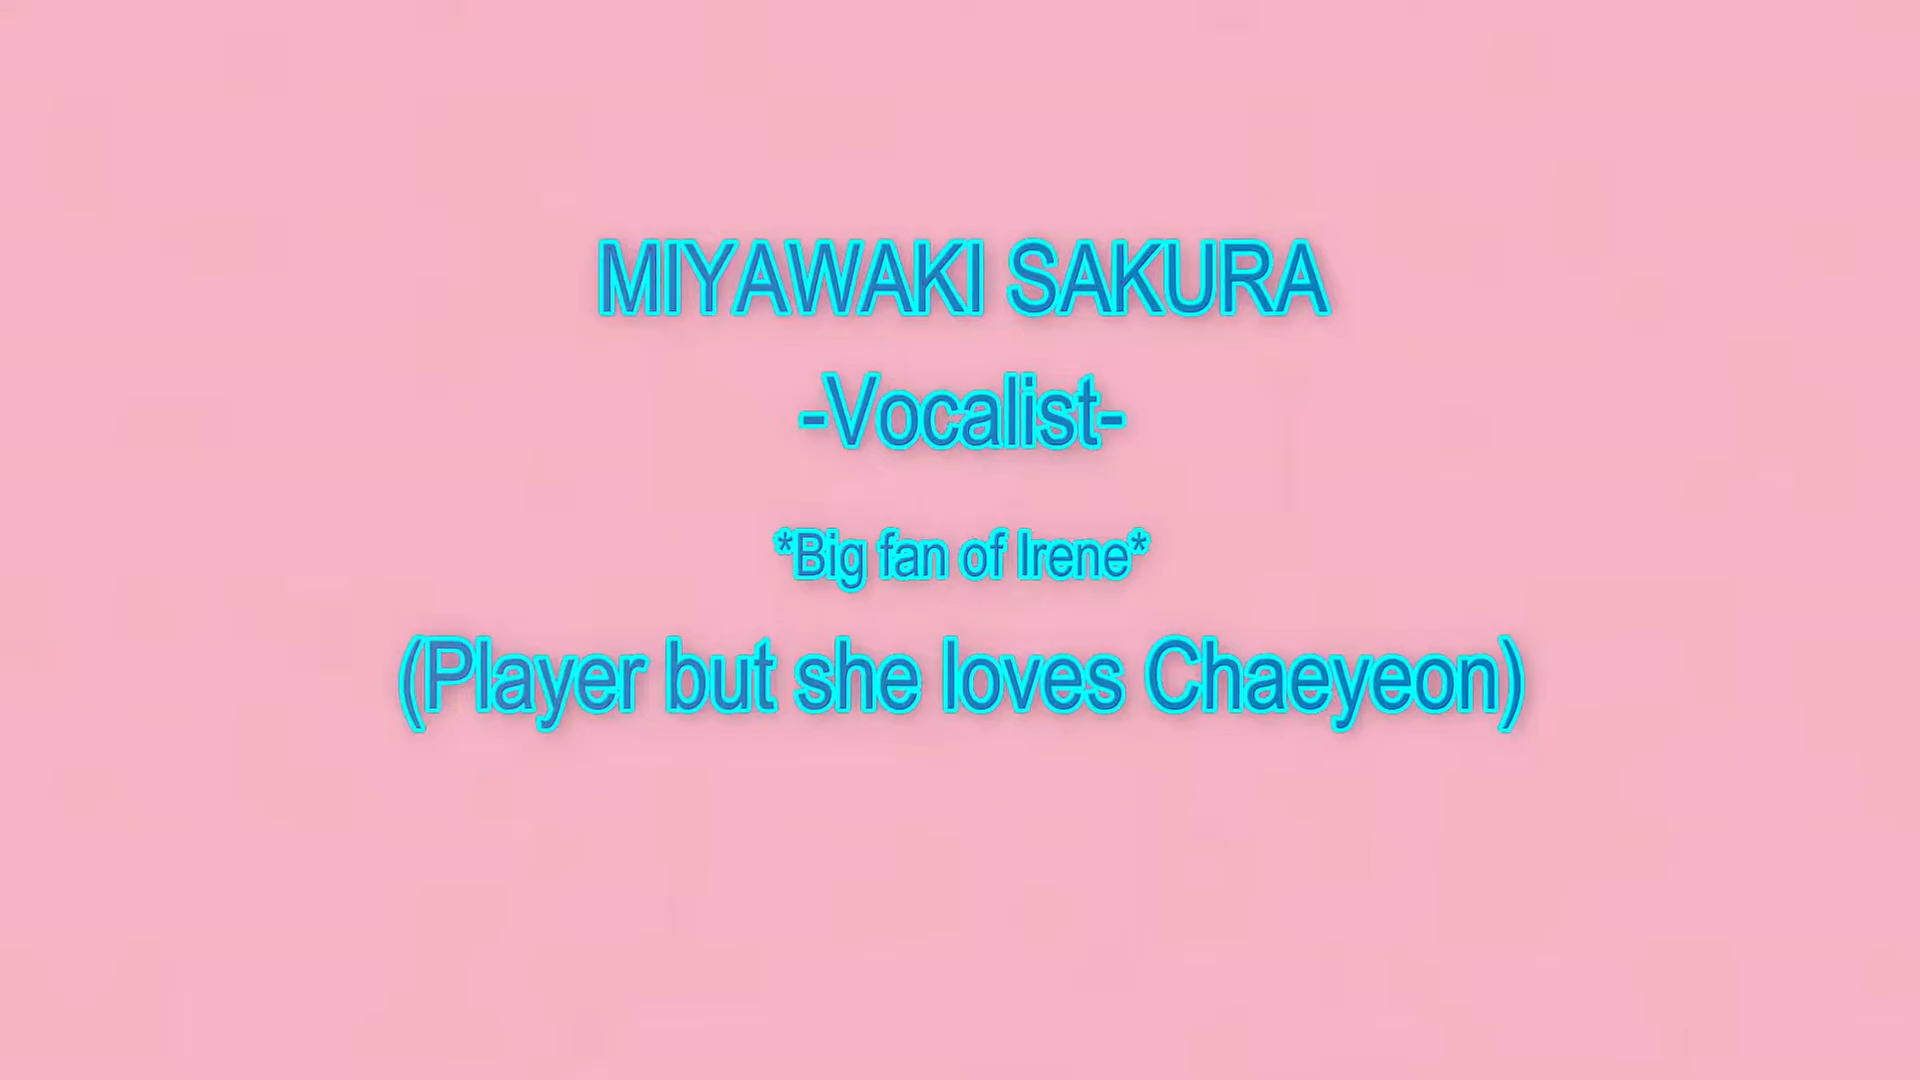 MIYAWAKI SAKURA
-Vocalist-
*Big fan of Irene*
(Player but she loves Chaeyeon)